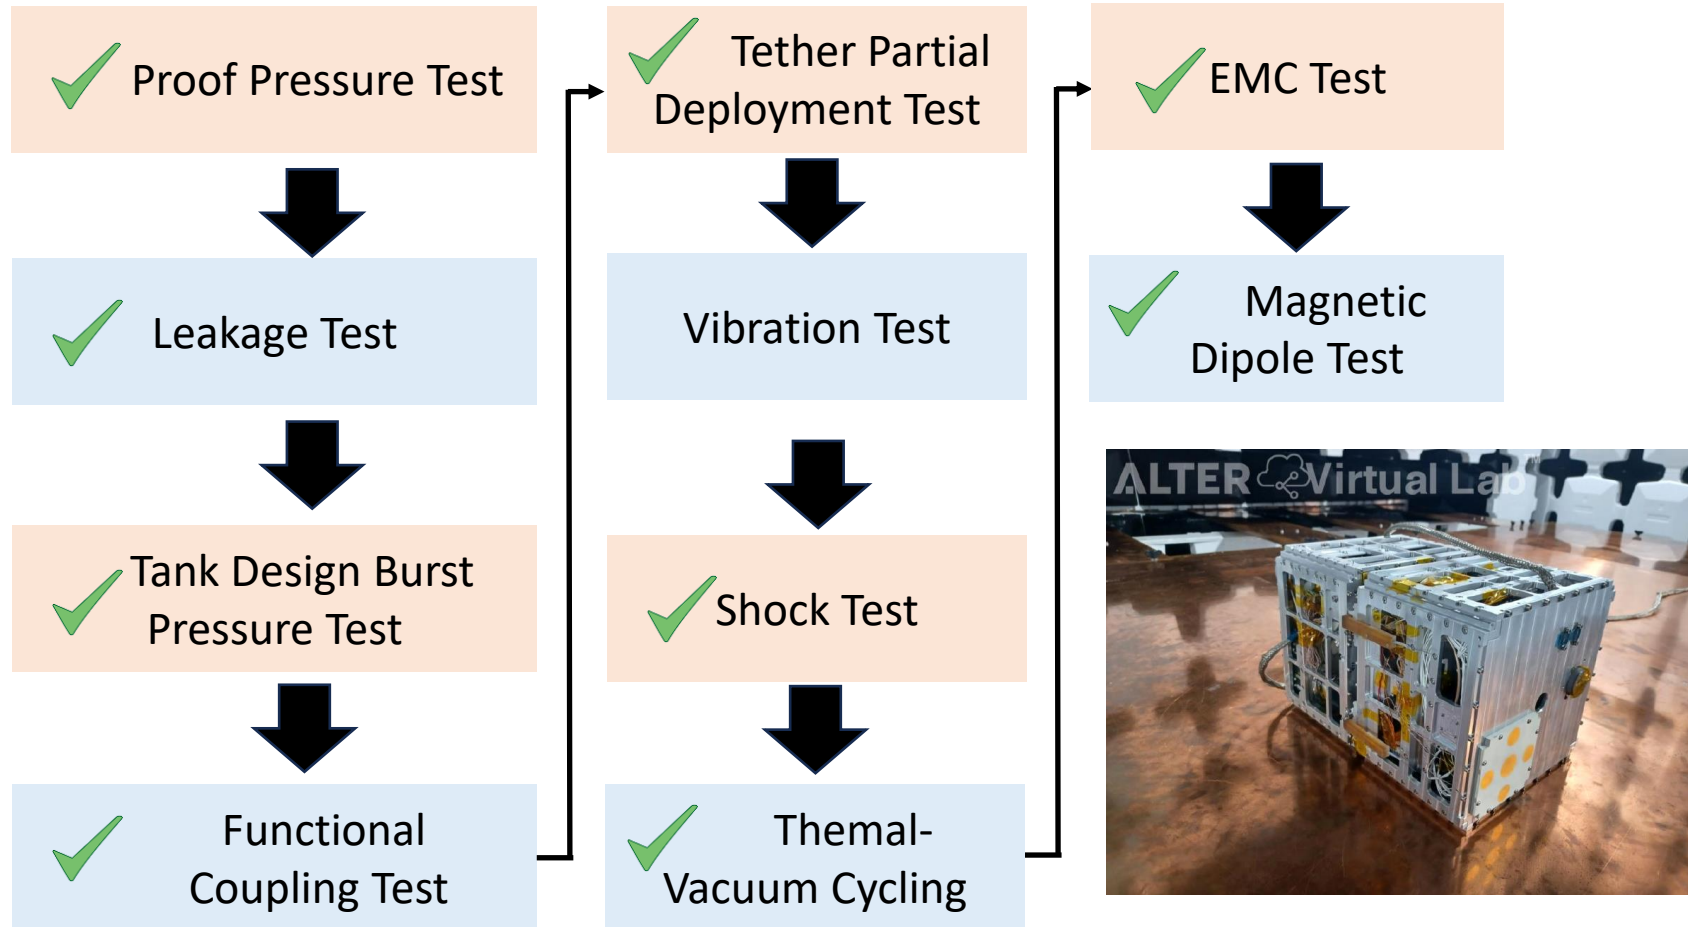 Proof Pressure Test
Leakage Test
Tank Design Burst
Pressure Test
Functional
Coupling Test
Tether Partial
Deployment Test
Vibration Test
Shock Test
Themal-
Vacuum Cycling
EMC Test
Magnetic
Dipole Test
ALTER Virtual Lab